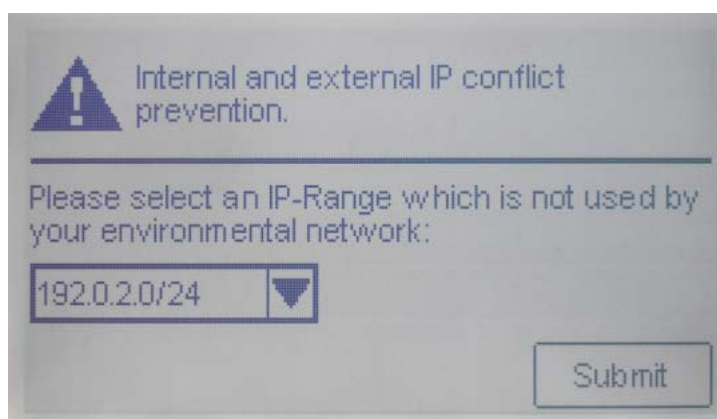 Internal and external IP conflict
prevention.
Please select an IP-Range which is not used by
your environmental network:
192.0.2.0/24
Submit